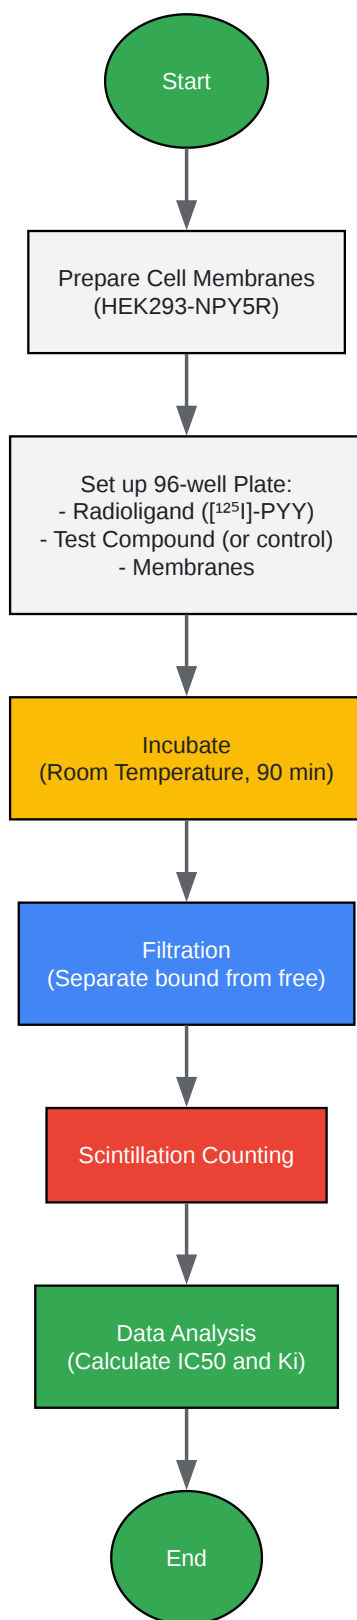 Start
Prepare Cell Membranes
(HEK293-NPY5R)
Set up 96-well Plate:
- Radioligand ([¹²⁵I]-PYY)
- Test Compound (or control)
- Membranes
Incubate
(Room Temperature, 90 min)
Filtration
(Separate bound from free)
Scintillation Counting
Data Analysis
(Calculate IC50 and Ki)
End